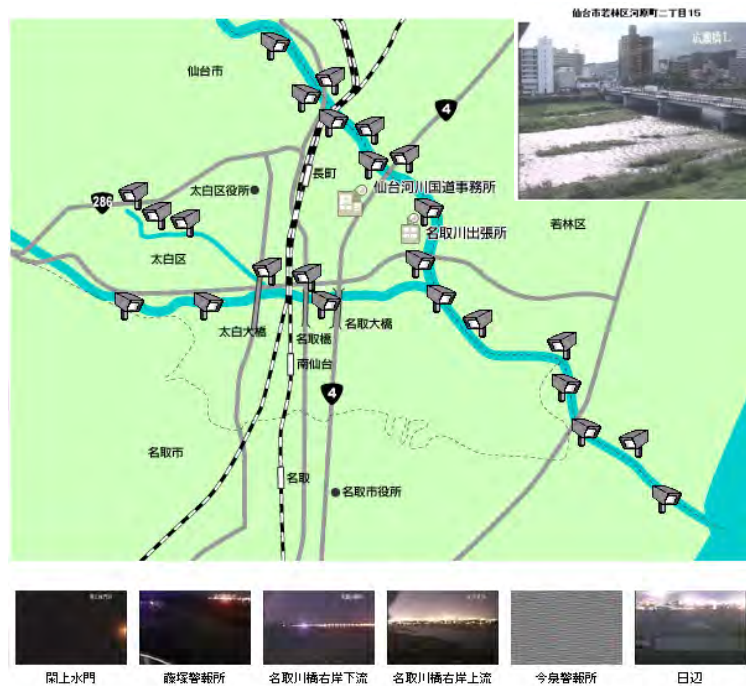 仙台市若林区河原町二丁目15
広瀬橋L
仙台市
4
長町
太白区役所
仙台河川国道事務所
286
名取川出張所
若林区
太白区
太白大橋
名取橋
名取大橋
南仙台
4
名取市
名取
名取市役所
閖上水門
藤塚警報所
名取川橋右岸下流
名取川橋右岸上流
今泉警報所
日辺